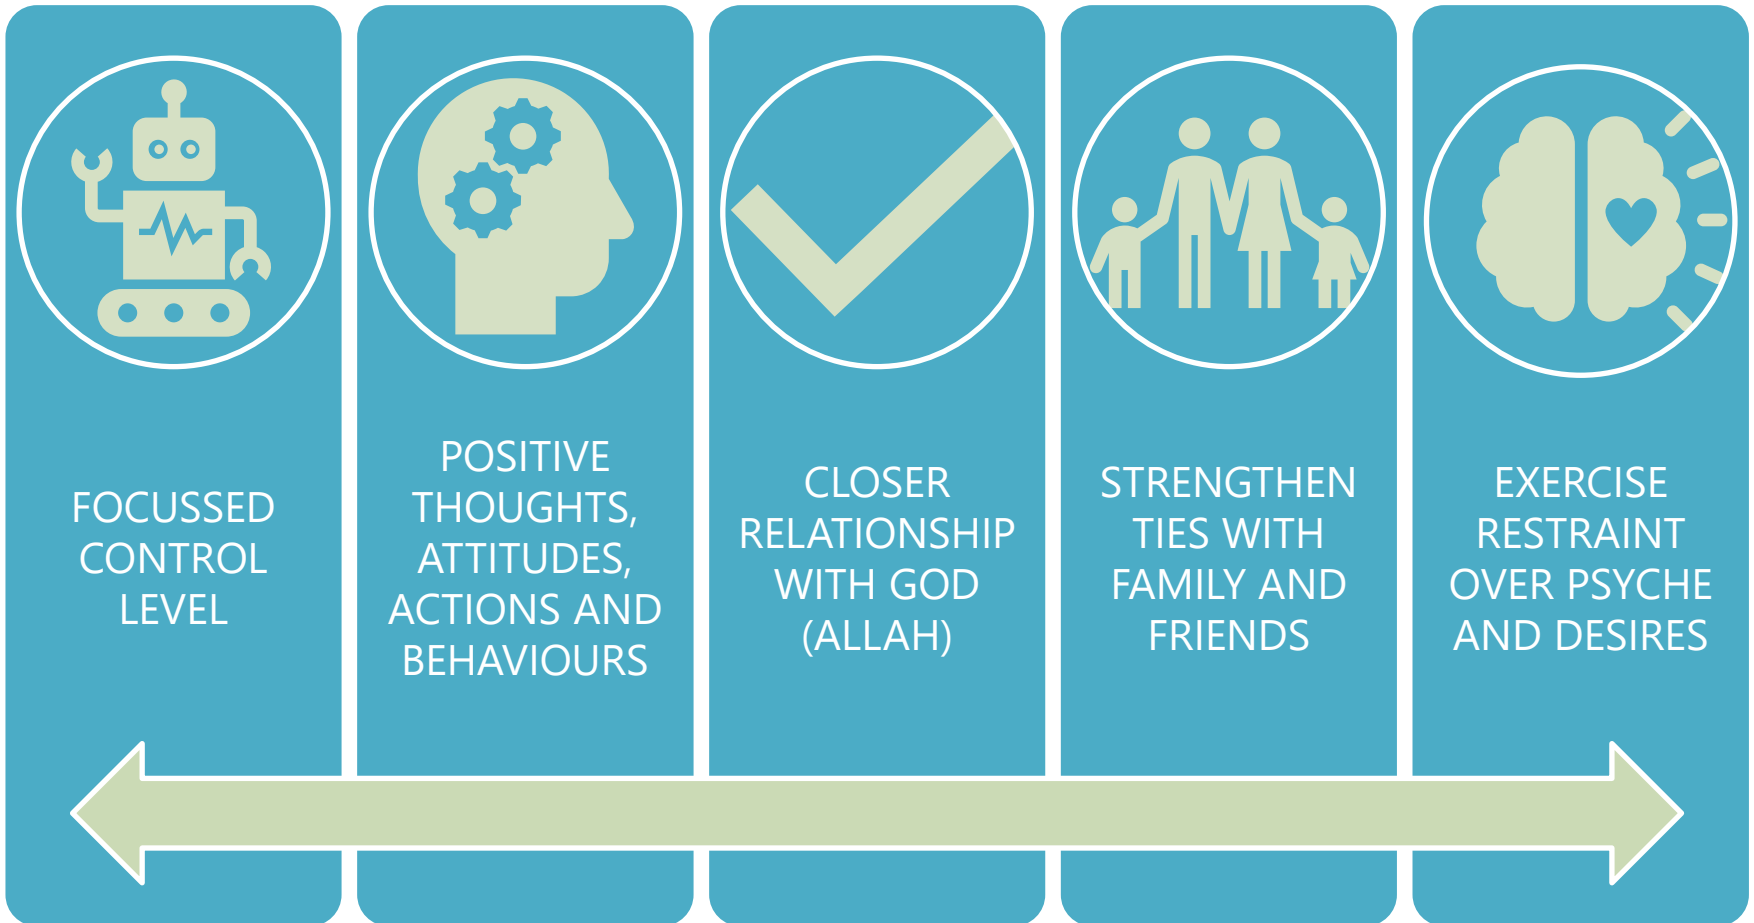 FOCUSSED
CONTROL
LEVEL
POSITIVE
THOUGHTS,
ATTITUDES,
ACTIONS AND
BEHAVIOURS
CLOSER
RELATIONSHIP
WITH GOD
(ALLAH)
STRENGTHEN
TIES WITH
FAMILY AND
FRIENDS
EXERCISE
RESTRAINT
OVER PSYCHE
AND DESIRES